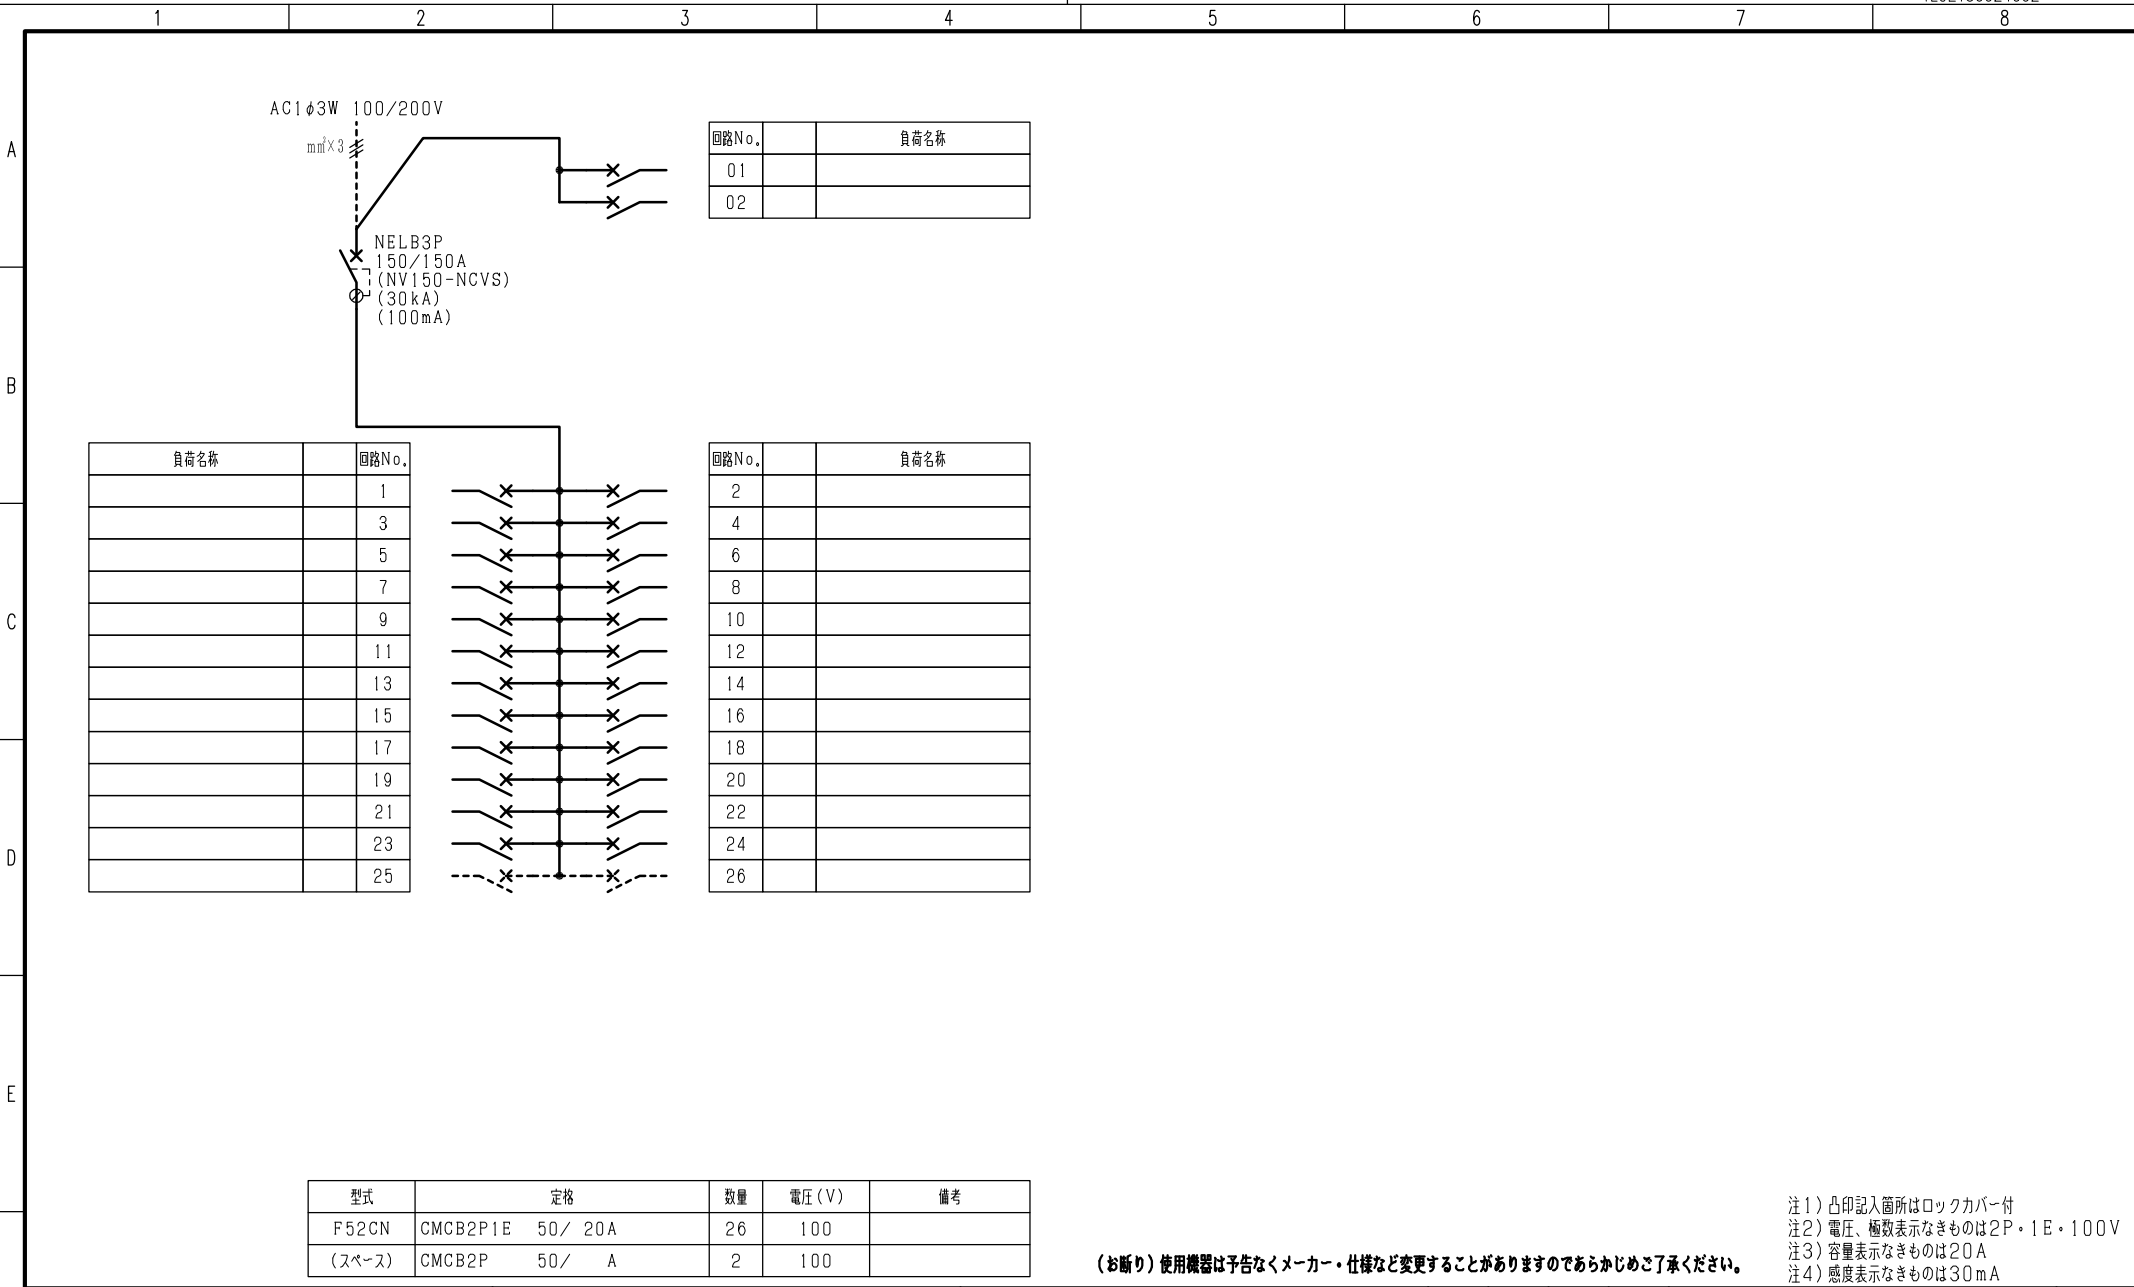 1 2 3 4 5 6 7 8
A
B
C
D
E
AC1φ3W 100/200V
mm²×3
NELB3P
150/150A
(NV150-NCVS)
(30kA)
(100mA)
回路No. 負荷名称
01
02
負荷名称 回路No.
1
3
5
7
9
11
13
15
17
19
21
23
25
回路No. 負荷名称
2
4
6
8
10
12
14
16
18
20
22
24
26
型式 定格 数量 電圧(V) 備考
F52CN CMCB2P1E 50/ 20A 26 100
(スペース) CMCB2P 50/ A 2 100
(お断り)使用機器は予告なくメーカー・仕様など変更することがありますのであらかじめご了承ください。
注1)凸印記入箇所はロックカバー付
注2)電圧、極数表示なきものは2P・1E・100V
注3)容量表示なきものは20A
注4)感度表示なきものは30mA